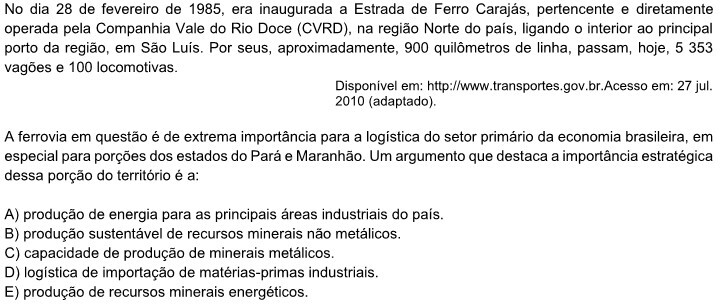 No dia 28 de fevereiro de 1985, era inaugurada a Estrada de Ferro Carajás, pertencente e diretamente
operada pela Companhia Vale do Rio Doce (CVRD), na região Norte do país, ligando o interior ao principal
porto da região, em São Luís. Por seus, aproximadamente, 900 quilômetros de linha, passam, hoje, 5 353
vagões e 100 locomotivas.
Disponível em: http://www.transportes.gov.br.Acesso em: 27 jul.
2010 (adaptado).
A ferrovia em questão é de extrema importância para a logística do setor primário da economia brasileira, em
especial para porções dos estados do Pará e Maranhão. Um argumento que destaca a importância estratégica
dessa porção do território é a:
A) produção de energia para as principais áreas industriais do país.
B) produção sustentável de recursos minerais não metálicos.
C) capacidade de produção de minerais metálicos.
D) logística de importação de matérias-primas industriais.
E) produção de recursos minerais energéticos.